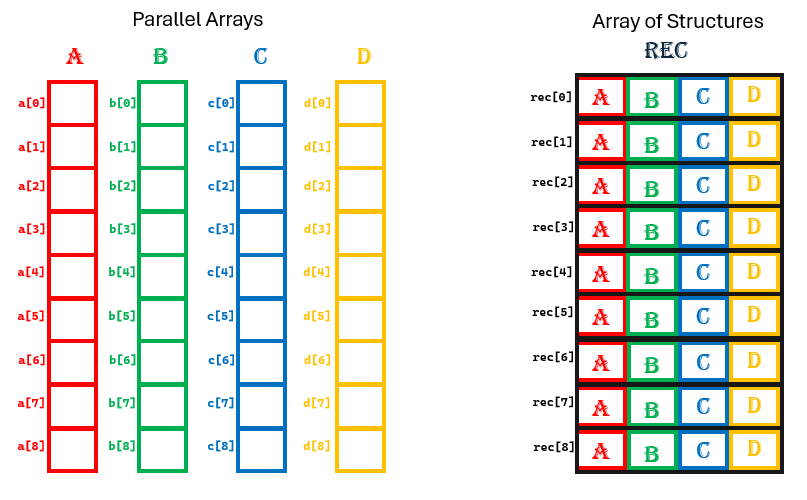 Parallel Arrays
A B C D
a[0] b[0] c[0] d[0]
a[1] b[1] c[1] d[1]
a[2] b[2] c[2] d[2]
a[3] b[3] c[3] d[3]
a[4] b[4] c[4] d[4]
a[5] b[5] c[5] d[5]
a[6] b[6] c[6] d[6]
a[7] b[7] c[7] d[7]
a[8] b[8] c[8] d[8]
Array of Structures
REC
rec[0] A B C D
rec[1] A B C D
rec[2] A B C D
rec[3] A B C D
rec[4] A B C D
rec[5] A B C D
rec[6] A B C D
rec[7] A B C D
rec[8] A B C D